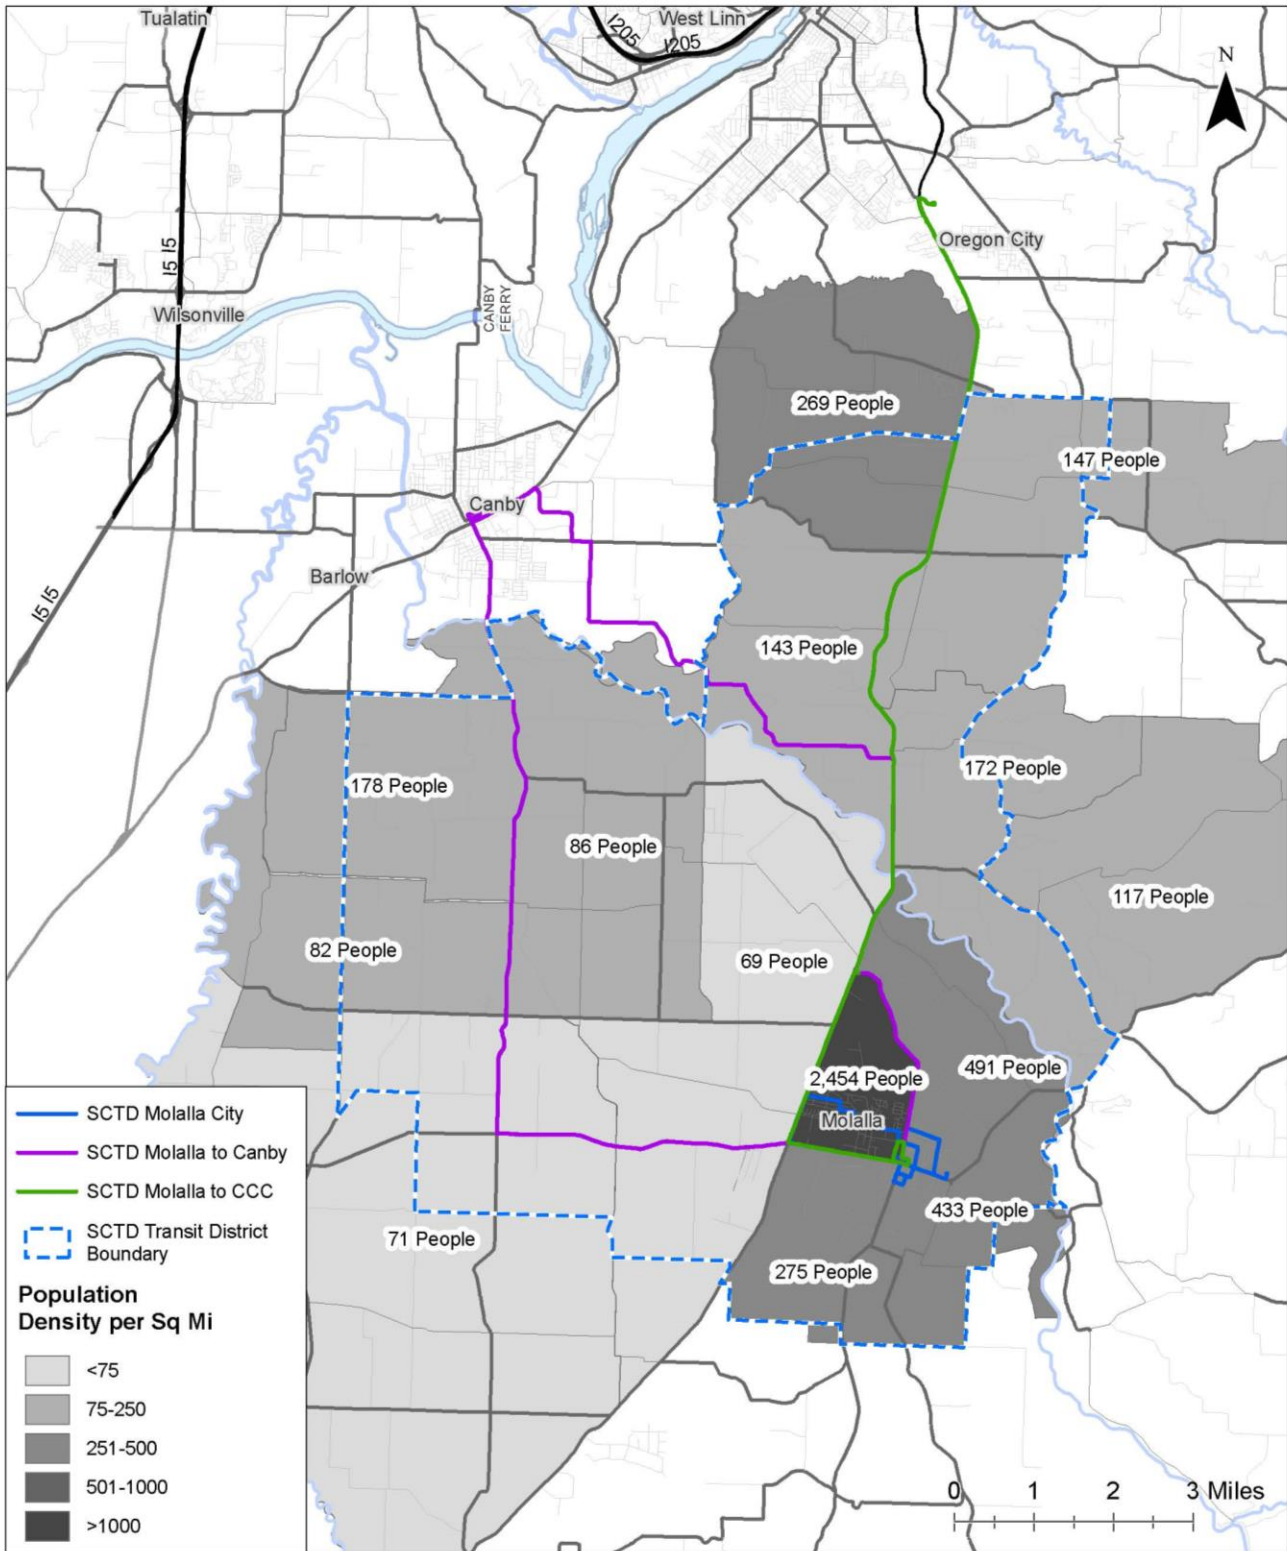 Tualatin
West Linn
I205
I205
N
I5 I5
Oregon City
CANBY
FERRY
Wilsonville
269 People
147 People
Canby
Barlow
I5 I5
143 People
172 People
178 People
86 People
117 People
82 People
69 People
2,454 People
491 People
Molalla
433 People
71 People
275 People
SCTD Molalla City
SCTD Molalla to Canby
SCTD Molalla to CCC
SCTD Transit District
Boundary
Population
Density per Sq Mi
<75
75-250
251-500
501-1000
>1000
0 1 2 3 Miles